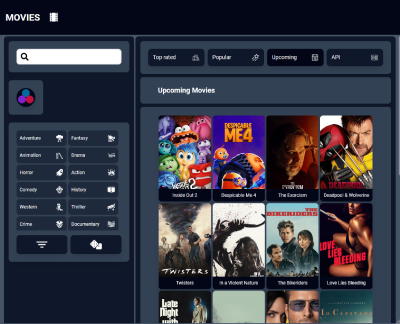 MOVIES
Top rated
Popular
Upcoming
API
Adventure
Fantasy
Animation
Drama
Horror
Action
Comedy
History
Western
Thriller
Crime
Documentary
Upcoming Movies
DESPICABLE
ME4
Inside Out 2
Despicable Me 4
The Exorcism
Deadpool & Wolverine
TWISTERS
THE BIKERIDERS
LOVE
LIES
BLEEDING
Twisters
In a Violent Nature
The Bikeriders
Love Lies Bleeding
Late
Night
with